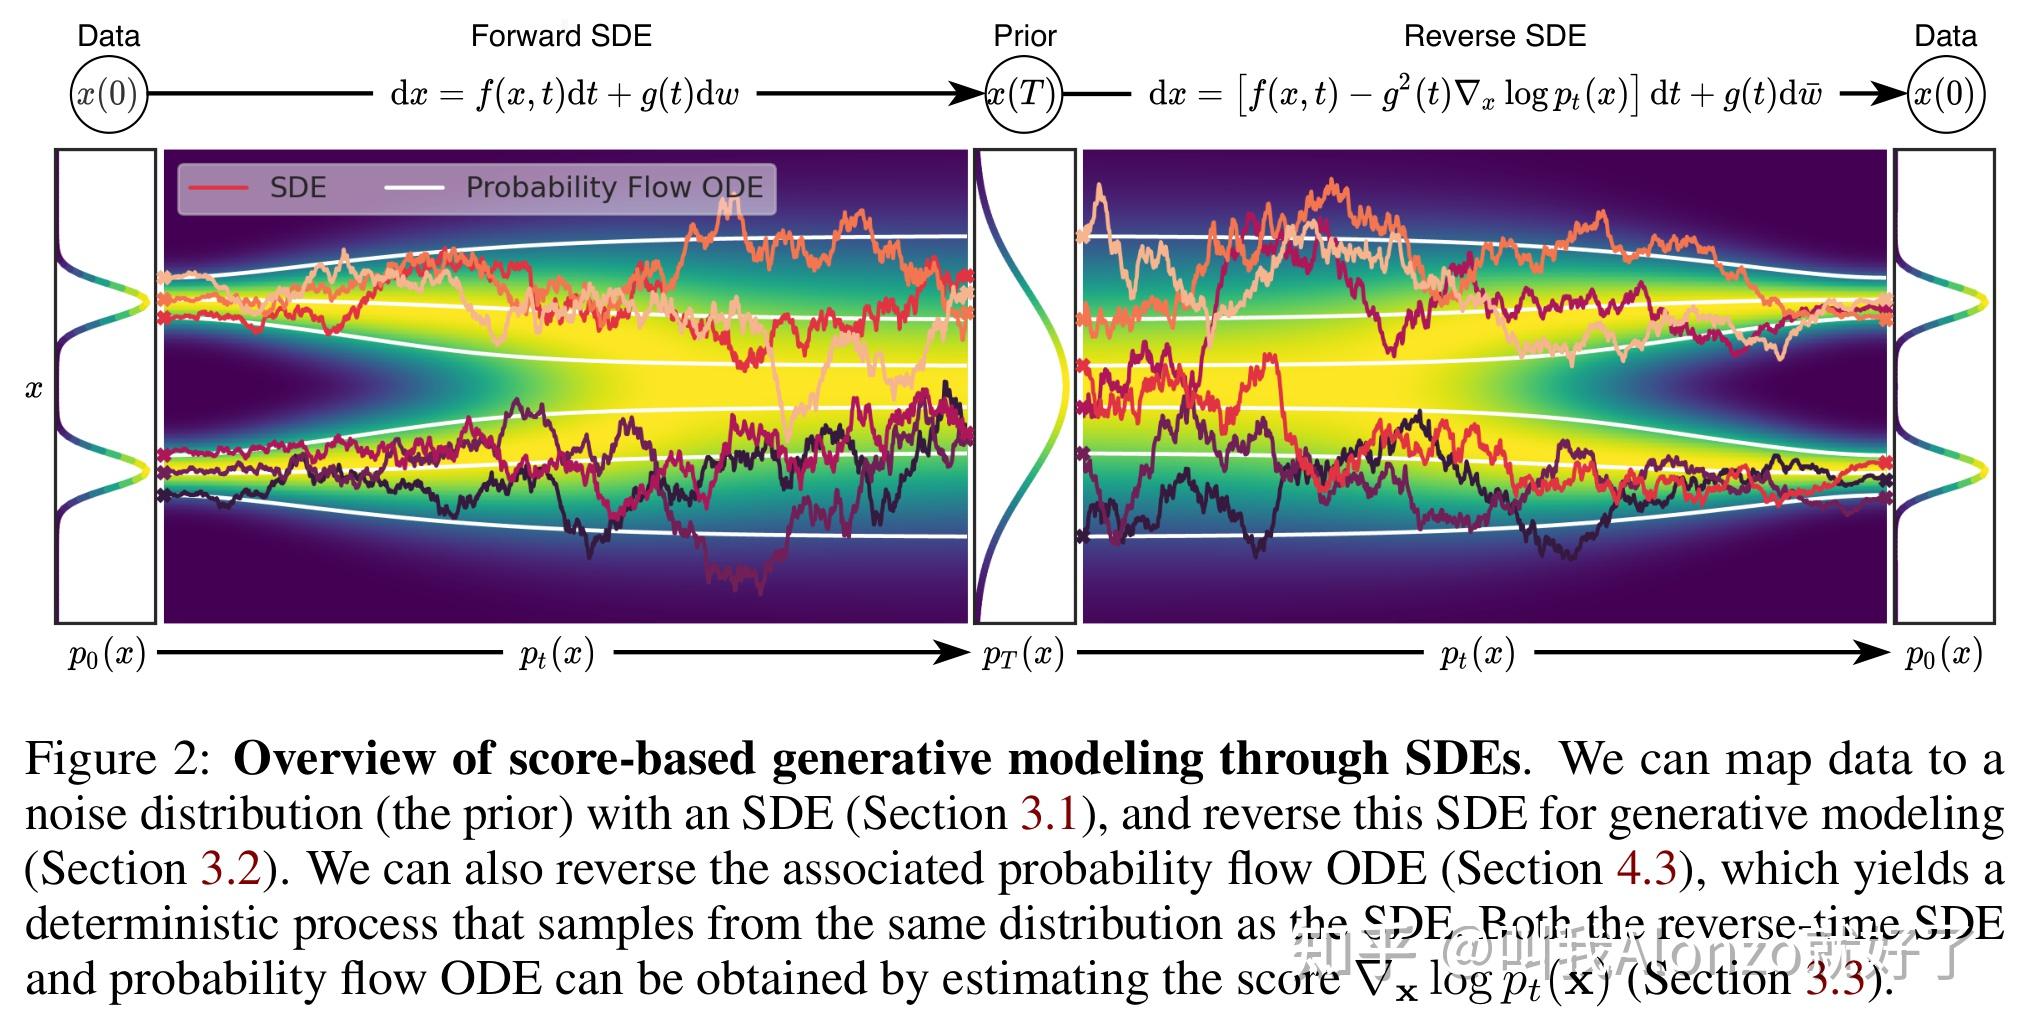 Data Forward SDE Prior Reverse SDE Data
x(0) dx = f(x, t)dt + g(t)dw x(T) dx = [f(x, t) − g²(t)∇ₓ log pₜ(x)] dt + g(t)dw̄ x(0)
SDE Probability Flow ODE
x
p₀(x) pₜ(x) p_T(x) pₜ(x) p₀(x)
Figure 2: Overview of score-based generative modeling through SDEs. We can map data to a
noise distribution (the prior) with an SDE (Section 3.1), and reverse this SDE for generative modeling
(Section 3.2). We can also reverse the associated probability flow ODE (Section 4.3), which yields a
deterministic process that samples from the same distribution as the SDE. Both the reverse-time SDE
and probability flow ODE can be obtained by estimating the score ∇ₓ log pₜ(x) (Section 3.3).
知乎 @叫我Alonzo就好了